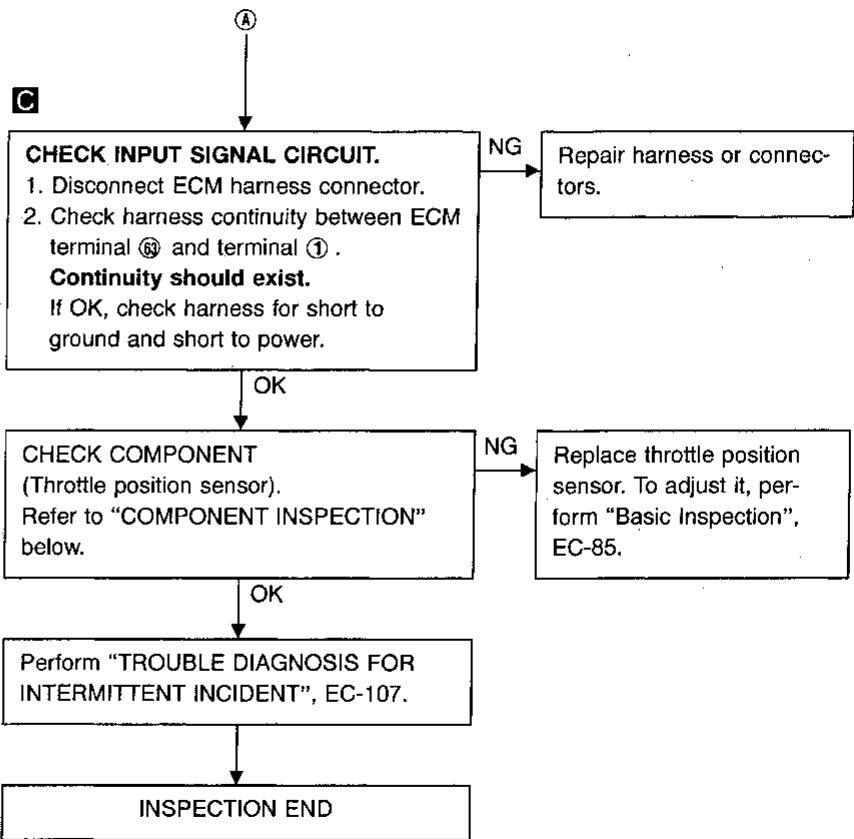 Ⓐ
C
CHECK INPUT SIGNAL CIRCUIT.
1. Disconnect ECM harness connector.
2. Check harness continuity between ECM
terminal 63 and terminal ① .
Continuity should exist.
If OK, check harness for short to
ground and short to power.
NG
Repair harness or connec-
tors.
OK
CHECK COMPONENT
(Throttle position sensor).
Refer to “COMPONENT INSPECTION”
below.
NG
Replace throttle position
sensor. To adjust it, per-
form “Basic Inspection”,
EC-85.
OK
Perform “TROUBLE DIAGNOSIS FOR
INTERMITTENT INCIDENT”, EC-107.
INSPECTION END